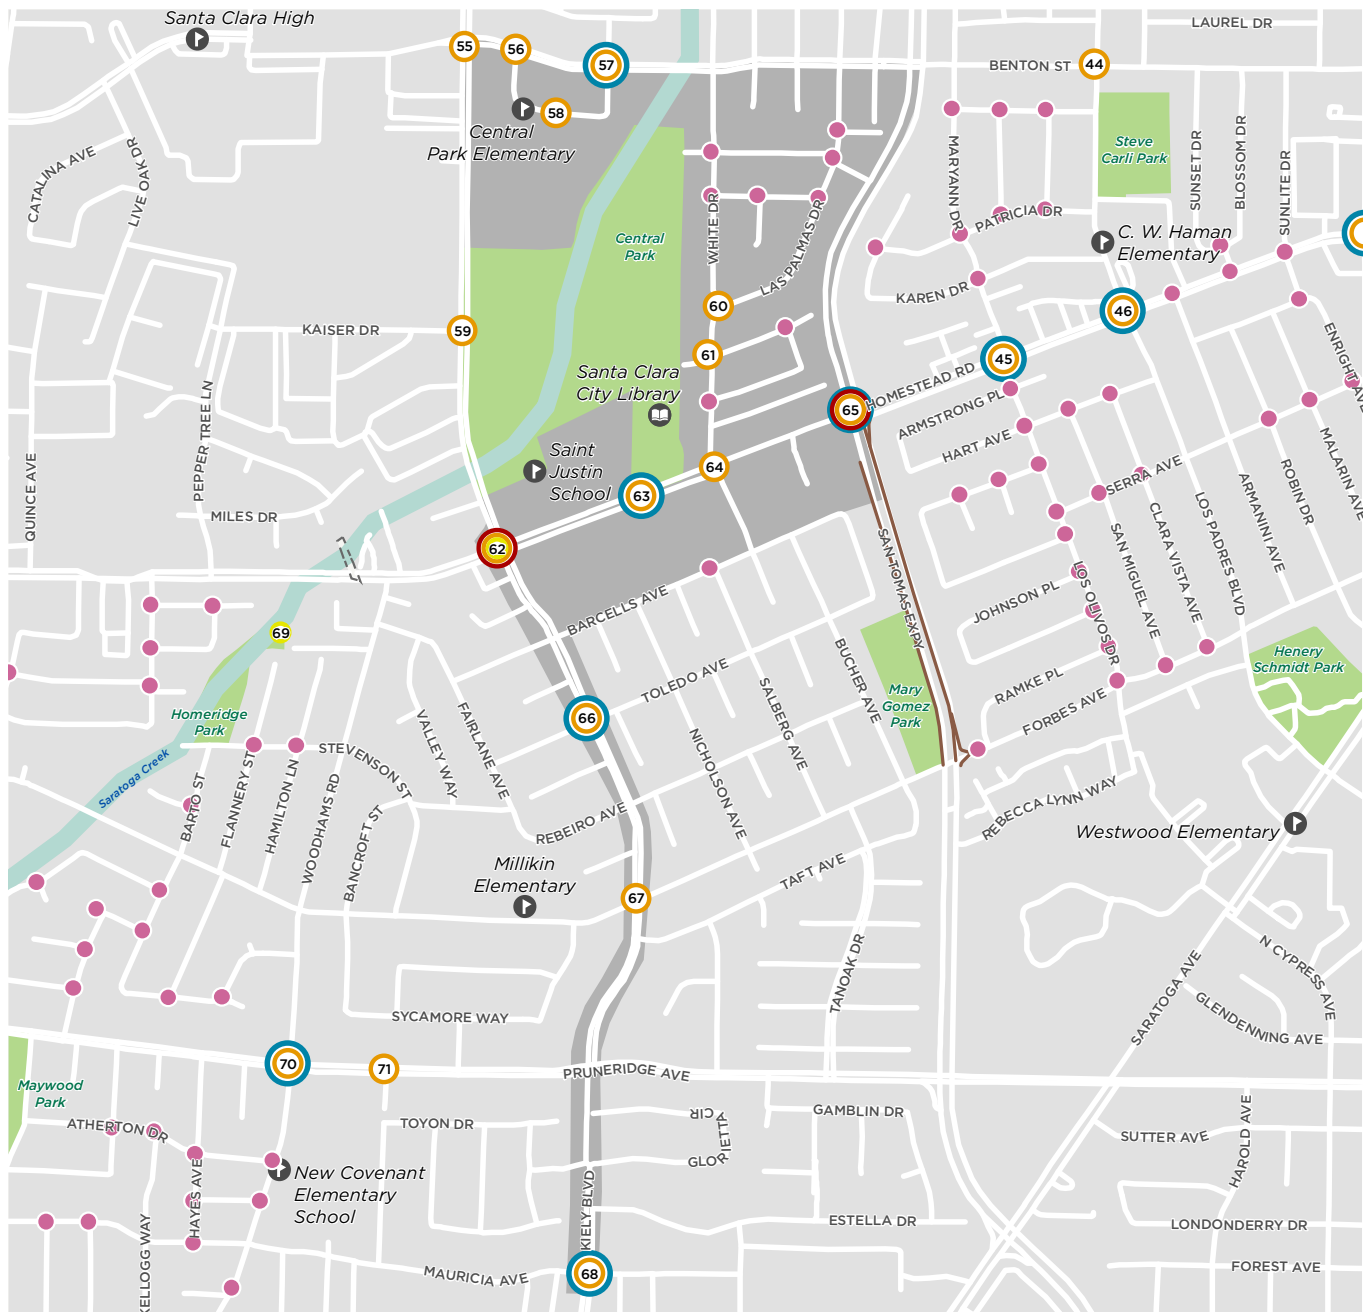 Santa Clara High
LAUREL DR
55
56
57
BENTON ST
44
58
Central
Park Elementary
CATALINA AVE
LIVE OAK DR
MARYANN DR
Steve
Carli Park
SUNSET DR
BLOSSOM DR
SUNLITE DR
PATRICIA DR
WHITE DR
LAS PALMAS DR
Central
Park
C. W. Haman
Elementary
KAREN DR
60
46
KAISER DR
59
61
45
ENRIGHT AVE
Santa Clara
City Library
HOMESTEAD RD
65
ARMSTRONG PL
HART AVE
PEPPER TREE LN
QUINCE AVE
Saint
Justin
School
64
63
SERRA AVE
MALARIN AVE
ROBIN DR
ARMANINI AVE
LOS PADRES BLVD
CLARA VISTA AVE
SAN MIGUEL AVE
MILES DR
62
SAN TOMAS EXPY
LOS OLIVOS DR
JOHNSON PL
BARCELLS AVE
69
TOLEDO AVE
BUCHER AVE
Henery
Schmidt Park
RAMKE PL
FORBES AVE
Mary
Gomez
Park
SALBERG AVE
NICHOLSON AVE
66
Homeridge
Park
Saratoga Creek
STEVENSON ST
VALLEY WAY
FAIRLANE AVE
BARTO ST
FLANNERY ST
HAMILTON LN
WOODHAMS RD
BANCROFT ST
REBEIRO AVE
REBECCA LYNN WAY
Westwood Elementary
Millikin
Elementary
TAFT AVE
67
TANOAK DR
N CYPRESS AVE
SARATOGA AVE
GLENDENNING AVE
SYCAMORE WAY
70
71
PRUNERIDGE AVE
Maywood
Park
ATHERTON DR
TOYON DR
GLORIETTA CIR
GAMBLIN DR
SUTTER AVE
HAROLD AVE
New Covenant
Elementary
School
HAYES AVE
KELLOGG WAY
KIELY BLVD
ESTELLA DR
LONDONDERRY DR
FOREST AVE
MAURICIA AVE
68